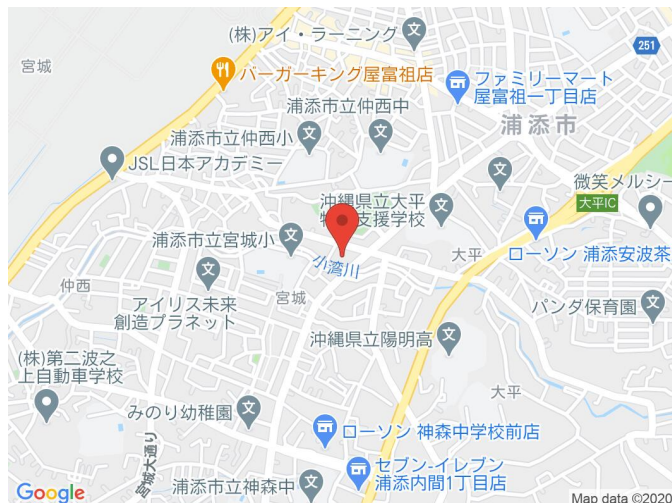 (株)アイ・ラーニング
宮城
251
バーガーキング屋富祖店
ファミリーマート
屋富祖一丁目店
浦添市立仲西中
浦添市
浦添市立仲西小
JSL日本アカデミー
微笑メルシー
沖縄県立大平
支援学校
大平IC
浦添市立宮城小
大平
ローソン 浦添安波茶
小湾川
仲西
宮城
アイリス未来
創造プラネット
パンダ保育園
沖縄県立陽明高
(株)第二波之
上自動車学校
大平
みのり幼稚園
ローソン 神森中学校前店
宮城大通り
セブン-イレブン
浦添内間1丁目店
浦添市立神森中
Google
Map data ©2020